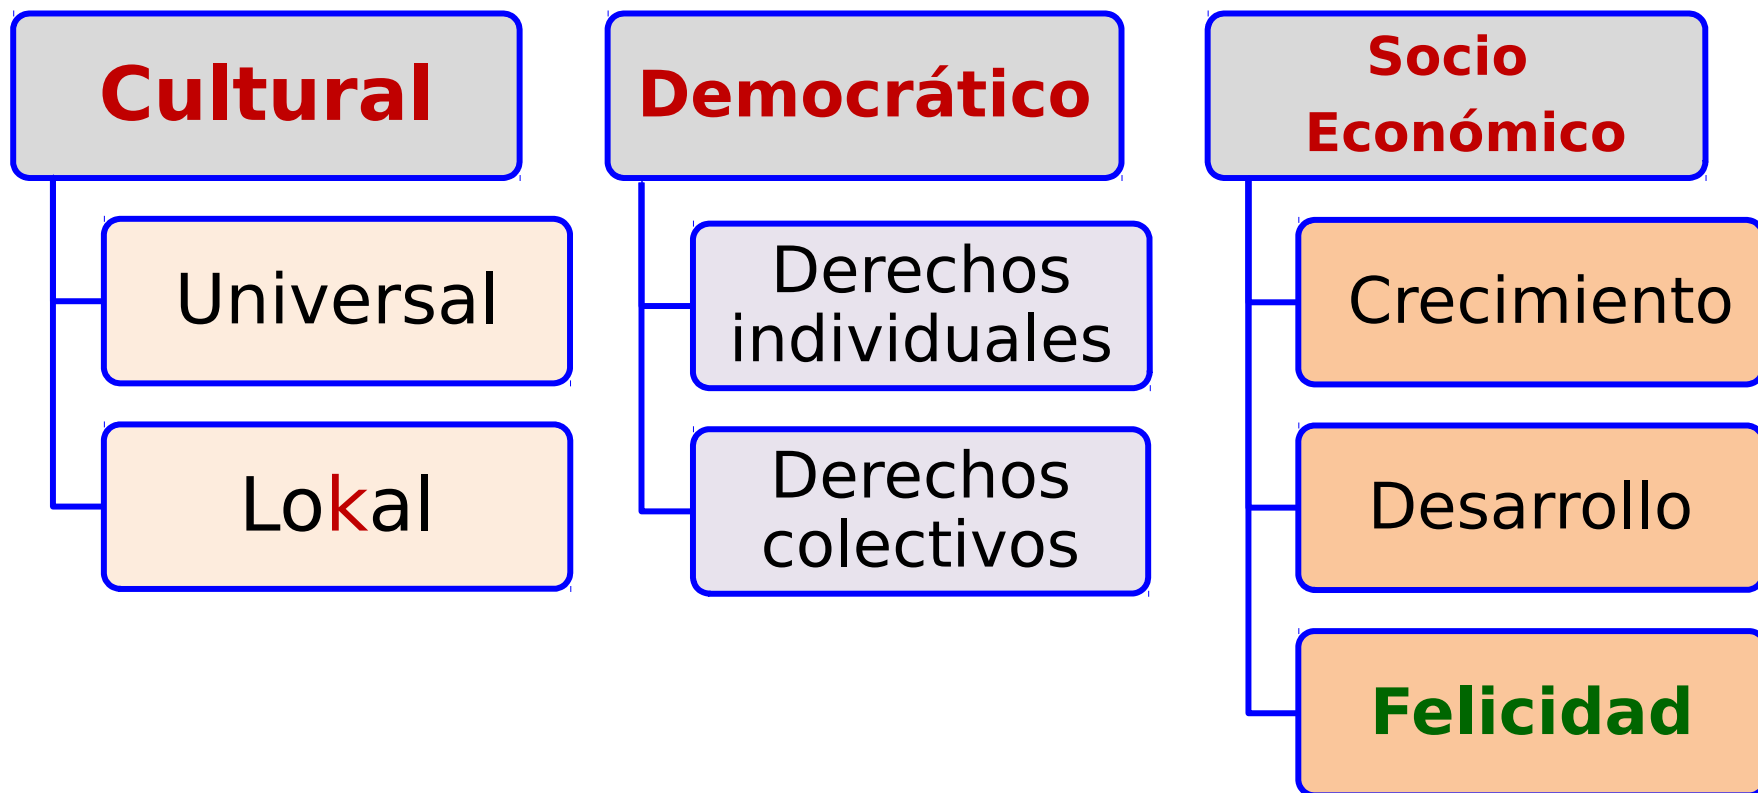 Cultural
Universal
Lokal
Democrático
Derechos
individuales
Derechos
colectivos
Socio
Económico
Crecimiento
Desarrollo
Felicidad